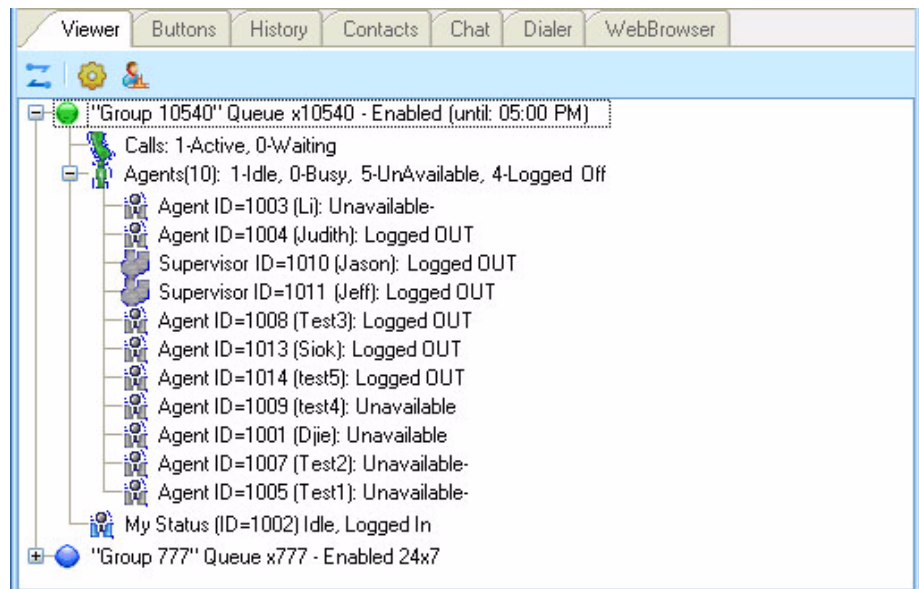 Viewer Buttons History Contacts Chat Dialer WebBrowser
"Group 10540" Queue x10540 - Enabled (until: 05:00 PM)
Calls: 1-Active, 0-Waiting
Agents(10): 1-Idle, 0-Busy, 5-UnAvailable, 4-Logged Off
Agent ID=1003 (Li): Unavailable-
Agent ID=1004 (Judith): Logged OUT
Supervisor ID=1010 (Jason): Logged OUT
Supervisor ID=1011 (Jeff): Logged OUT
Agent ID=1008 (Test3): Logged OUT
Agent ID=1013 (Siok): Logged OUT
Agent ID=1014 (test5): Logged OUT
Agent ID=1009 (test4): Unavailable
Agent ID=1001 (Djie): Unavailable
Agent ID=1007 (Test2): Unavailable-
Agent ID=1005 (Test1): Unavailable-
My Status (ID=1002) Idle, Logged In
"Group 777" Queue x777 - Enabled 24x7